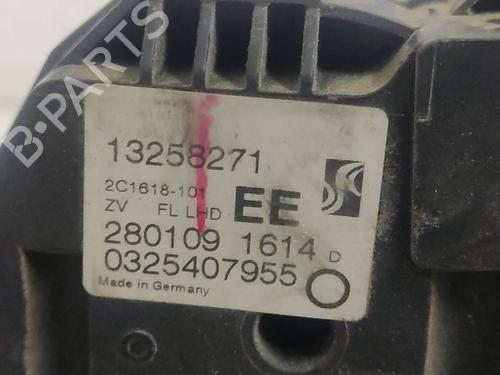 B-PARTS
13258271
2C1618-101
EE
ZV FL LHD
280109 1614 D
0325407955
Made in Germany